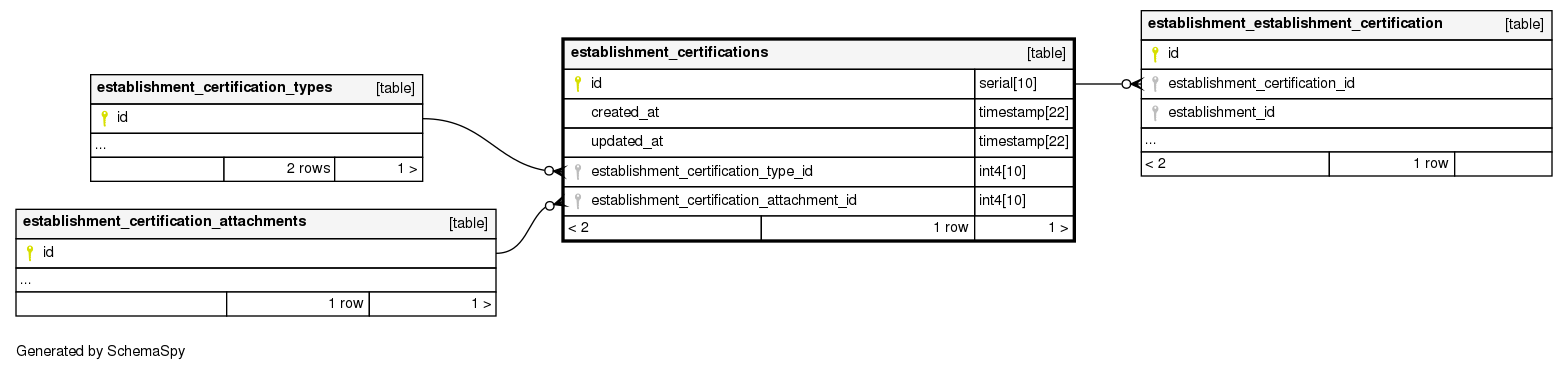 establishment_certification_types [table]
id
...
2 rows 1 >
establishment_certification_attachments [table]
id
...
1 row 1 >
establishment_certifications [table]
id serial[10]
created_at timestamp[22]
updated_at timestamp[22]
establishment_certification_type_id int4[10]
establishment_certification_attachment_id int4[10]
< 2 1 row 1 >
establishment_establishment_certification [table]
id
establishment_certification_id
establishment_id
...
< 2 1 row
Generated by SchemaSpy